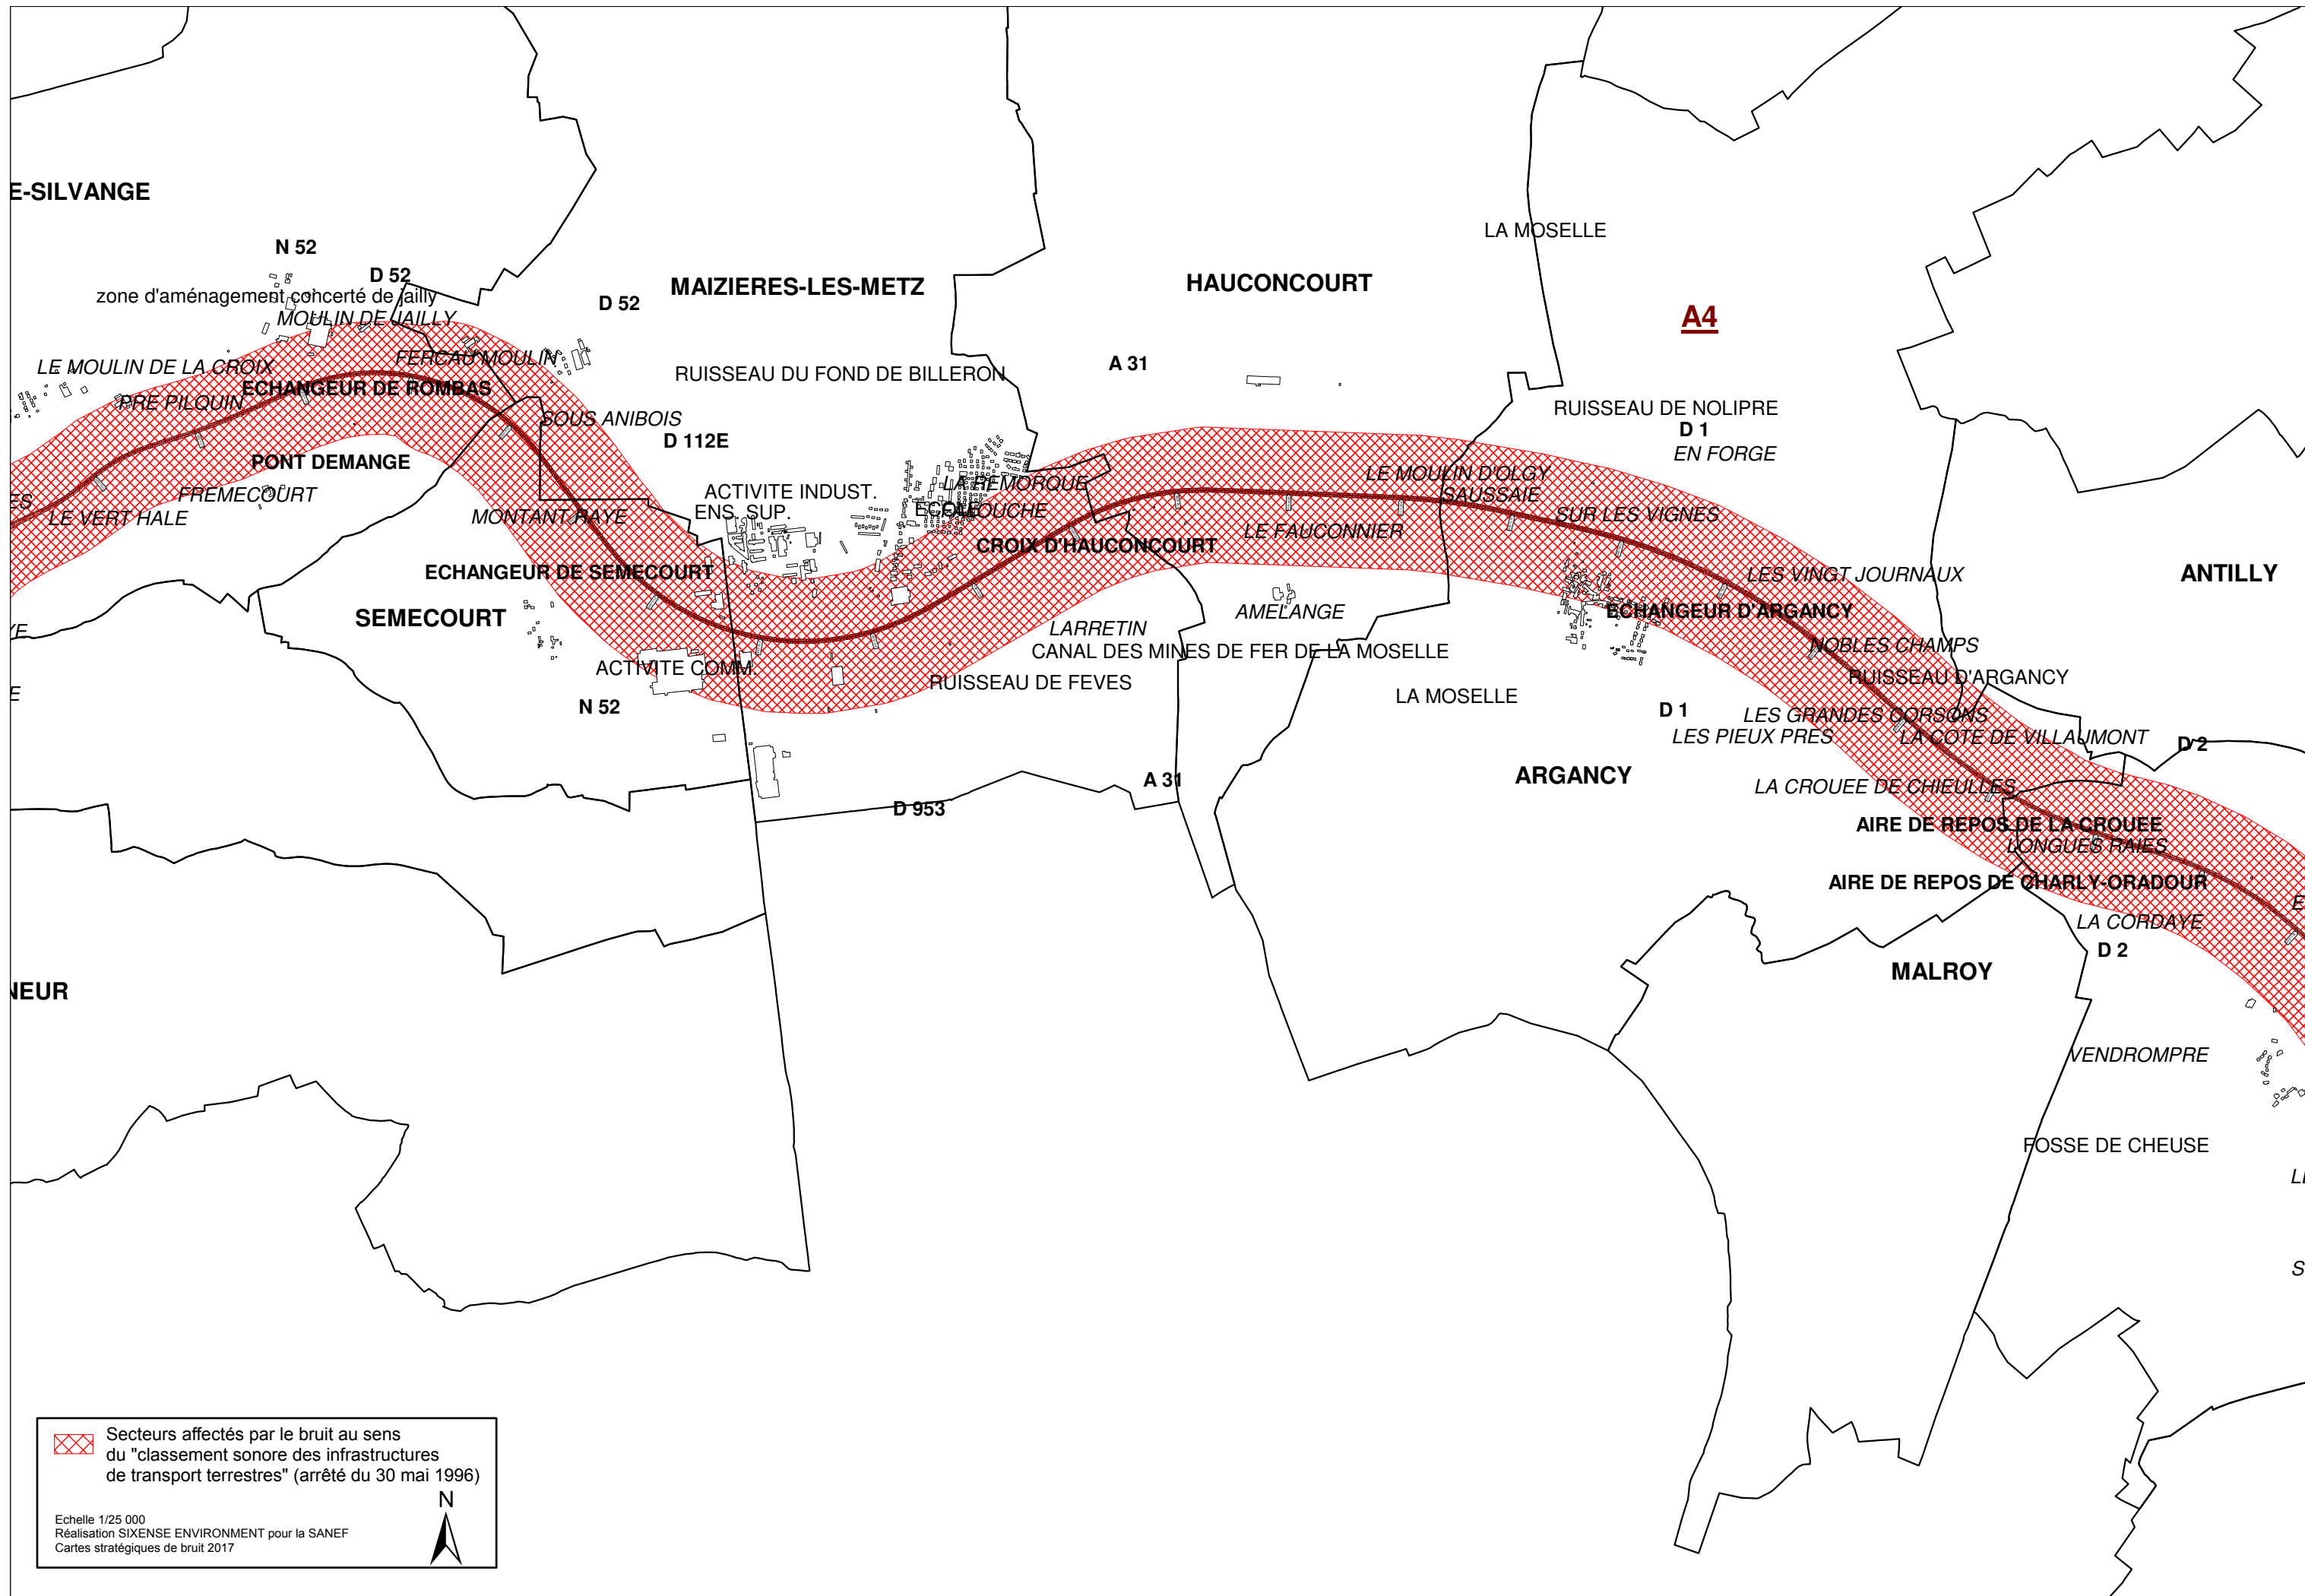 E-SILVANGE
LA MOSELLE
N 52
D 52
zone d'aménagement concerté de jailly
MAIZIERES-LES-METZ
HAUCONCOURT
D 52
MOULIN DE JAILLY
A4
LE MOULIN DE LA CROIX
FERCAU MOULIN
RUISSEAU DU FOND DE BILLERON
A 31
ECHANGEUR DE ROMBAS
PRE PILQUIN
SOUS ANIBOIS
RUISSEAU DE NOLIPRE
D 1
D 112E
EN FORGE
PONT DEMANGE
LE MOULIN D'OLGY
LA REMORQUE
ES
FREMECOURT
ACTIVITE INDUST.
SAUSSAIE
LE VERT HALE
MONTANT RAYE
ENS. SUP.
ECOLE
SUR LES VIGNES
LE FAUCONNIER
CROIX D'HAUCONCOURT
ECHANGEUR DE SEMECOURT
LES VINGT JOURNAUX
ANTILLY
SEMECOURT
AMELANGE
ECHANGEUR D'ARGANCY
LARRETIN
NOBLES CHAMPS
CANAL DES MINES DE FER DE LA MOSELLE
ACTIVITE COMM.
RUISSEAU DE FEVES
RUISSEAU D'ARGANCY
E
LA MOSELLE
N 52
D 1
LES GRANDES CORSONS
LES PIEUX PRES
LA COTE DE VILLAUMONT
D 2
ARGANCY
A 31
LA CROUEE DE CHIEULLES
D 953
AIRE DE REPOS DE LA CROUEE
LONGUES RAIES
AIRE DE REPOS DE CHARLY-ORADOUR
E
LA CORDAYE
D 2
MALROY
NEUR
VENDROMPRE
FOSSE DE CHEUSE
LE
S
Secteurs affectés par le bruit au sens
du "classement sonore des infrastructures
de transport terrestres" (arrêté du 30 mai 1996)
N
Echelle 1/25 000
Réalisation SIXENSE ENVIRONMENT pour la SANEF
Cartes stratégiques de bruit 2017